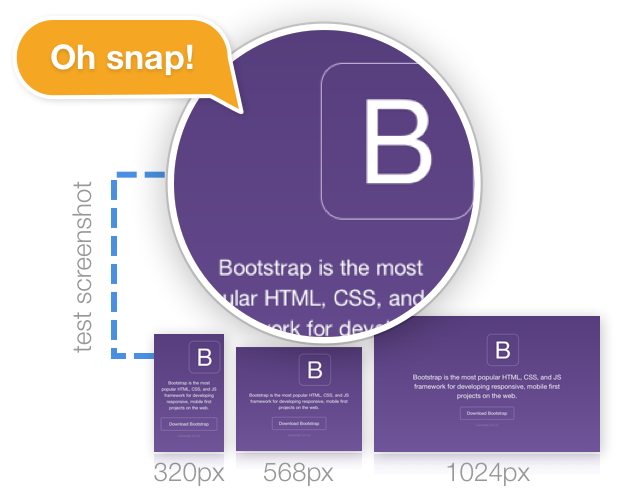 Oh snap!
B
Bootstrap is the most
ular HTML, CSS, and
ork for devel
test screenshot
B
Bootstrap is the most
popular HTML, CSS, and JS
framework for developing
responsive, mobile first
projects on the web.
Download Bootstrap
320px
B
Bootstrap is the most popular HTML, CSS, and JS
framework for developing responsive, mobile first
projects on the web.
Download Bootstrap
568px
B
Bootstrap is the most popular HTML, CSS, and JS
framework for developing responsive, mobile first
projects on the web.
Download Bootstrap
1024px